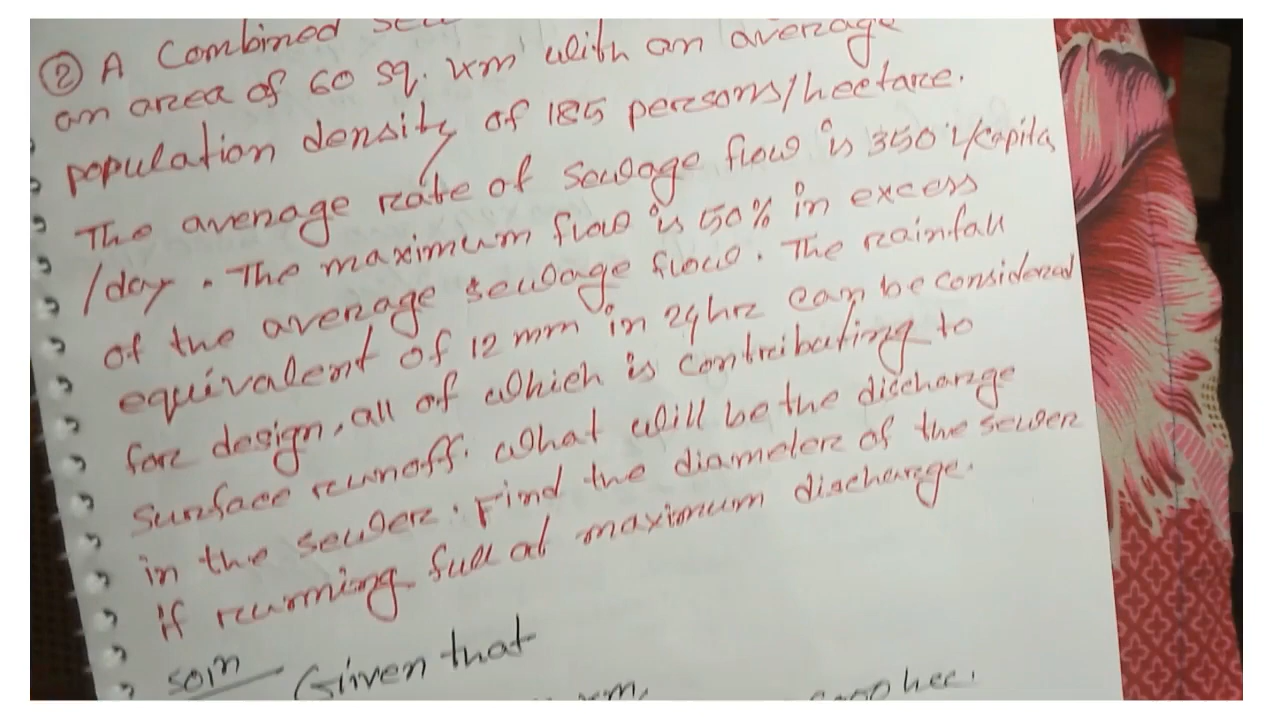 ② A Combined
an area of 60 sq. km with an average
population density of 185 persons/hectare.
The average rate of sewage flow is 350 l/capita
/day. The maximum flow is 50% in excess
of the average sewage flow. The rainfall
equivalent of 12 mm in 24 hr can be considered
for design, all of which is contributing to
surface runoff. What will be the discharge
in the sewer. Find the diameter of the sewer
if running full at maximum discharge.
Soln Given that